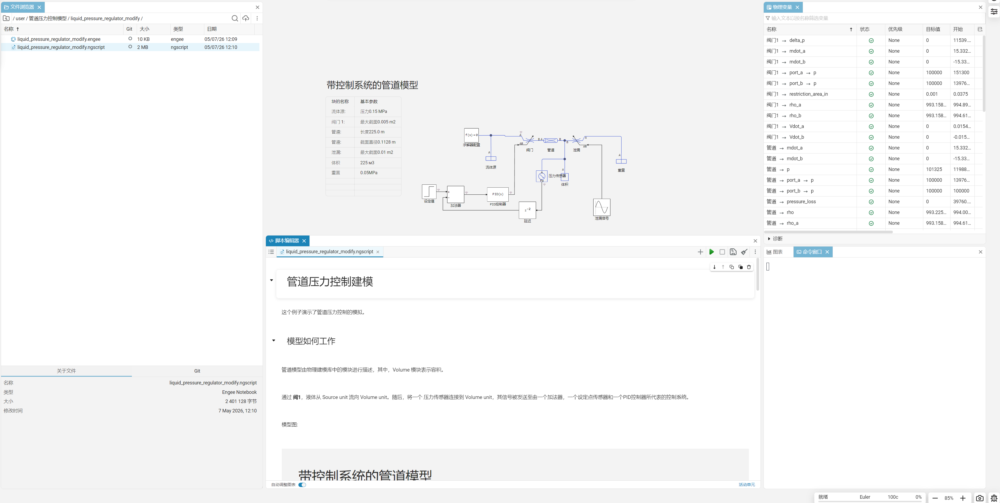 文件浏览器
/ user / 管道压力控制模型 / liquid_pressure_regulator_modify /
名称 ↑ Git 大小 类型 日期
liquid_pressure_regulator_modify.engee 10 KB engee 05/07/26 12:09
liquid_pressure_regulator_modify.ngscript 2 MB ngscript 05/07/26 12:10
关于文件 Git
名称 liquid_pressure_regulator_modify.ngscript
类型 Engee Notebook
大小 2 401 128 字节
修改时间 7 May 2026, 12:10
带控制系统的管道模型
块的名称 基本参数
流体源: 压力0.15 MPa
阀门 1: 最大截面0.005 m2
管道: 长度225.0 m
管道: 截面直径0.1128 m
泄漏: 最大截面0.01 m2
体积 225 м3
重置 0.05MPa
f(x)=0
求解器配置
A
流体源
A
AR
阀门
B A
管道
B
B
A
AR
泄漏
A
重置
A
Pa
压力传感器
A
体积
设定值
+
−
加法器
PID(s)
PID控制器
z⁻²
延迟
泄漏信号
脚本编辑器
liquid_pressure_regulator_modify.ngscript
管道压力控制建模
这个例子演示了管道压力控制的模拟。
模型如何工作
管道模型由物理建模库中的模块进行描述，其中，Volume 模块表示容积。
通过 阀1，液体从 Source unit 流向 Volume unit。随后，将一个 压力传感器连接到 Volume unit，其信号被发送至由一个加法器，一个设定点传感器和一个PID控制器所代表的控制系统。
模型图:
带控制系统的管道模型
自动调整图表 活动单元
物理变量
输入文本以按名称筛选变量
名称 ↑ 状态 优先级 目标值 开始
阀门1 → delta_p None 0 11539....
阀门1 → mdot_a None 0 15.332...
阀门1 → mdot_b None 0 -15.33...
阀门1 → port_a → p None 100000 151300
阀门1 → port_b → p None 100000 13976...
阀门1 → restriction_area_in None 0.001 0.0375
阀门1 → rho_a None 993.158... 994.89...
阀门1 → rho_b None 993.158... 994.61...
阀门1 → Vdot_a None 0 0.0154...
阀门1 → Vdot_b None 0 -0.015...
管道 → mdot_a None 0 15.332...
管道 → mdot_b None 0 -15.33...
管道 → p None 101325 11988...
管道 → port_a → p None 100000 13976...
管道 → port_b → p None 100000 100000
管道 → pressure_loss None 0 39760....
管道 → rho None 993.225... 994.00...
管道 → rho_a None 993.158... 994.61...
诊断
图表 命令窗口
就绪 Euler 100c 0% 85%